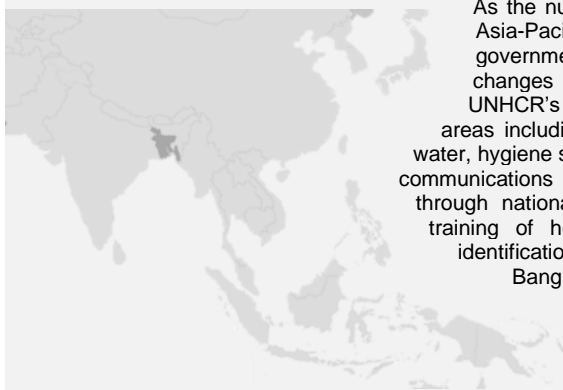 As the nu
Asia-Paci
governme
changes
UNHCR's
areas includi
water, hygiene s
communications
through nationa
training of he
identificatio
Bang